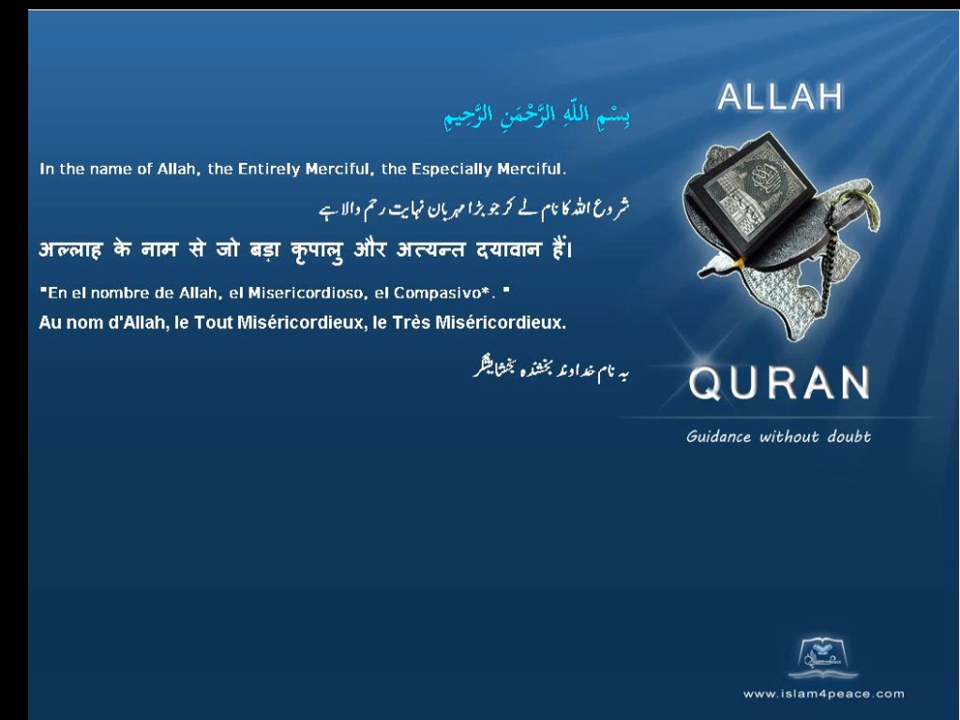 بِسْمِ اللَّهِ الرَّحْمَنِ الرَّحِيمِ
In the name of Allah, the Entirely Merciful, the Especially Merciful.
شروع الله کا نام لے کر جو بڑا مہربان نہایت رحم والا ہے
अल्लाह के नाम से जो बड़ा कृपालु और अत्यन्त दयावान हैं।
"En el nombre de Allah, el Misericordioso, el Compasivo*. "
Au nom d'Allah, le Tout Miséricordieux, le Très Miséricordieux.
به نام خداوند بخشنده بخشایشگر
ALLAH
QURAN
Guidance without doubt
www.islam4peace.com